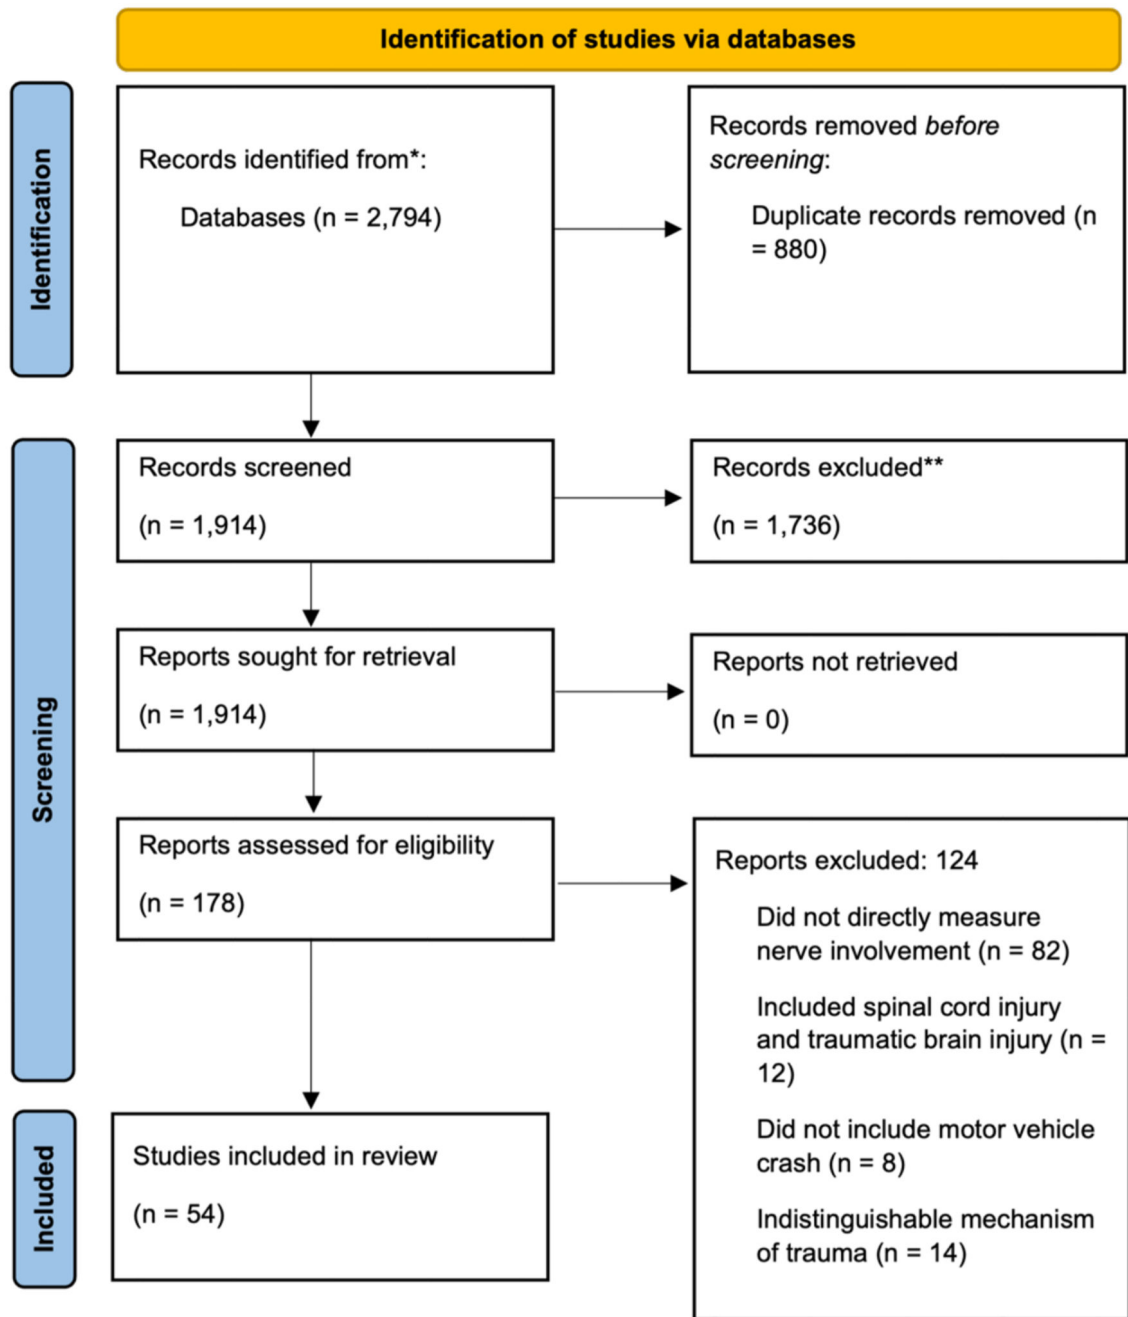 Identification of studies via databases
Identification
Records identified from*:
Databases (n = 2,794)
Records removed before
screening:
Duplicate records removed (n
= 880)
Screening
Records screened
(n = 1,914)
Records excluded**
(n = 1,736)
Reports sought for retrieval
(n = 1,914)
Reports not retrieved
(n = 0)
Reports assessed for eligibility
(n = 178)
Reports excluded: 124
Did not directly measure
nerve involvement (n = 82)
Included spinal cord injury
and traumatic brain injury (n =
12)
Did not include motor vehicle
crash (n = 8)
Indistinguishable mechanism
of trauma (n = 14)
Included
Studies included in review
(n = 54)